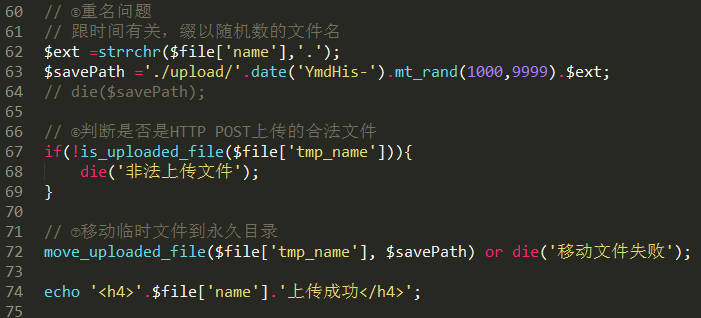 60 // ⑤重名问题
61 // 跟时间有关，缀以随机数的文件名
62 $ext =strrchr($file['name'],'.');
63 $savePath ='./upload/'.date('YmdHis-').mt_rand(1000,9999).$ext;
64 // die($savePath);
65
66 // ⑥判断是否是HTTP POST上传的合法文件
67 if(!is_uploaded_file($file['tmp_name'])){
68     die('非法上传文件');
69 }
70
71 // ⑦移动临时文件到永久目录
72 move_uploaded_file($file['tmp_name'], $savePath) or die('移动文件失败');
73
74 echo '<h4>'.$file['name'].'上传成功</h4>';
75